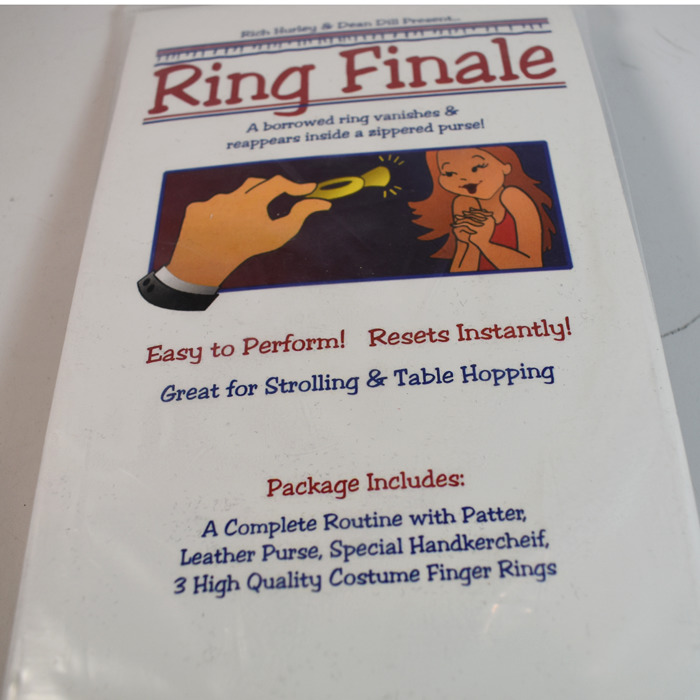 Rich Hurley & Dean Dill Present...
Ring Finale
A borrowed ring vanishes &
reappears inside a zippered purse!
Easy to Perform! Resets Instantly!
Great for Strolling & Table Hopping
Package Includes:
A Complete Routine with Patter,
Leather Purse, Special Handkercheif,
3 High Quality Costume Finger Rings